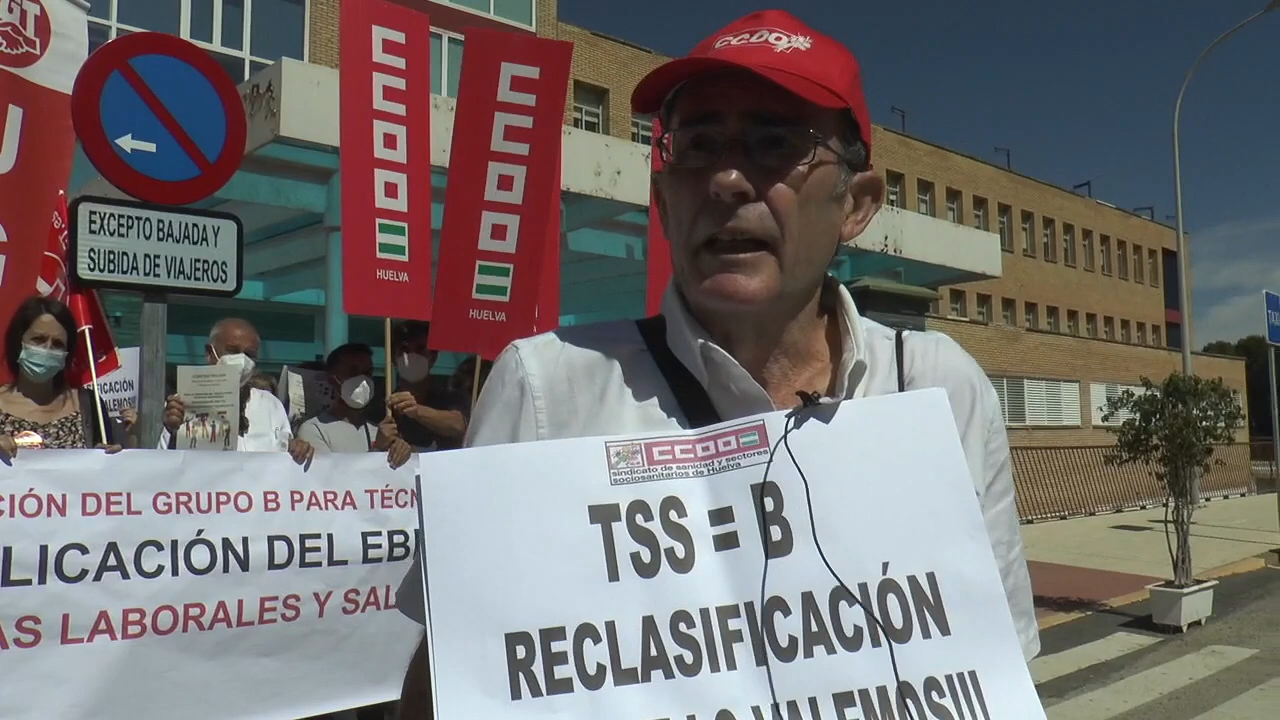 CCOO
EXCEPTO BAJADA Y
SUBIDA DE VIAJEROS
CCOO
HUELVA
CCOO
HUELVA
CIÓN DEL GRUPO B PARA TÉCN
LICACIÓN DEL EB
AS LABORALES Y SAL
CCOO
sindicato de sanidad y sectores
sociosanitarios de Huelva
TSS = B
RECLASIFICACIÓN
VALEMOS!!!